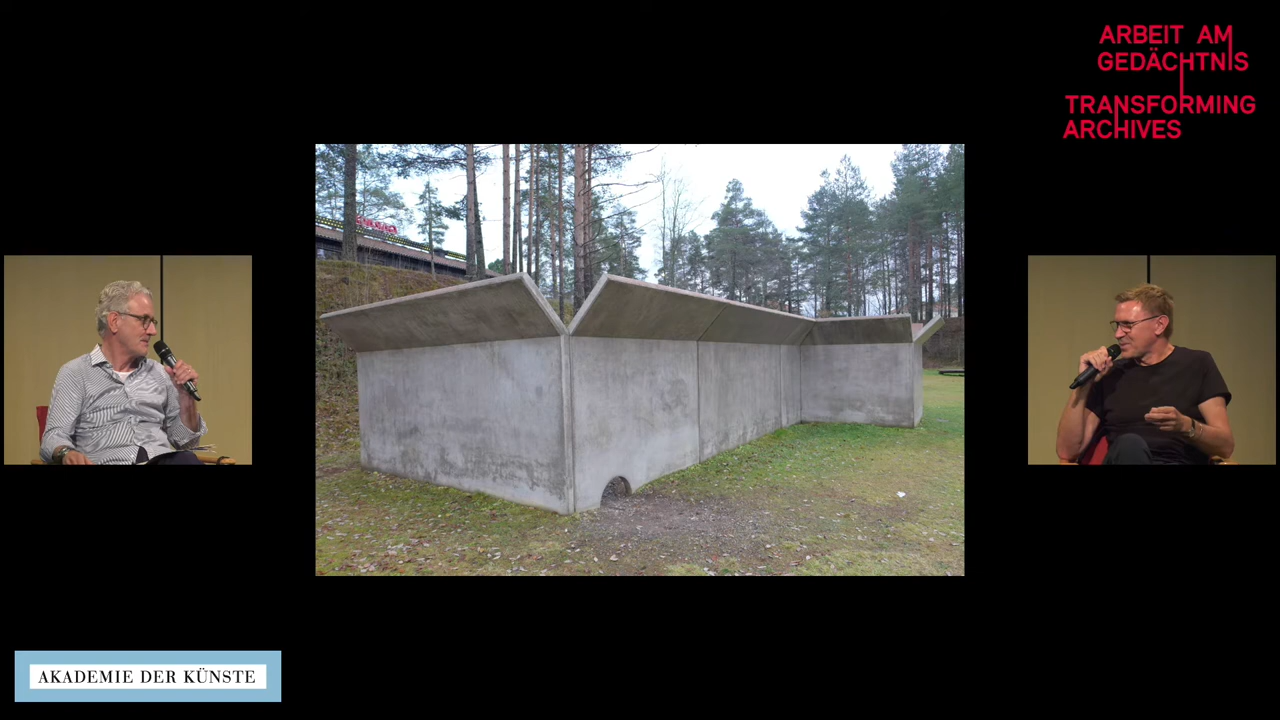 ARBEIT AM
GEDÄCHTNIS
TRANSFORMING
ARCHIVES
AKADEMIE DER KÜNSTE